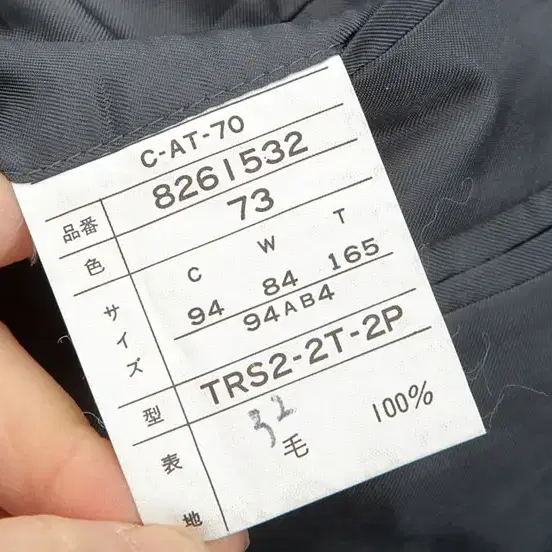 C-AT-70
品番 8261532
色 73
サイズ C W T
94 84 165
94AB4
型 TRS2-2T-2P
32
表地 毛 100%